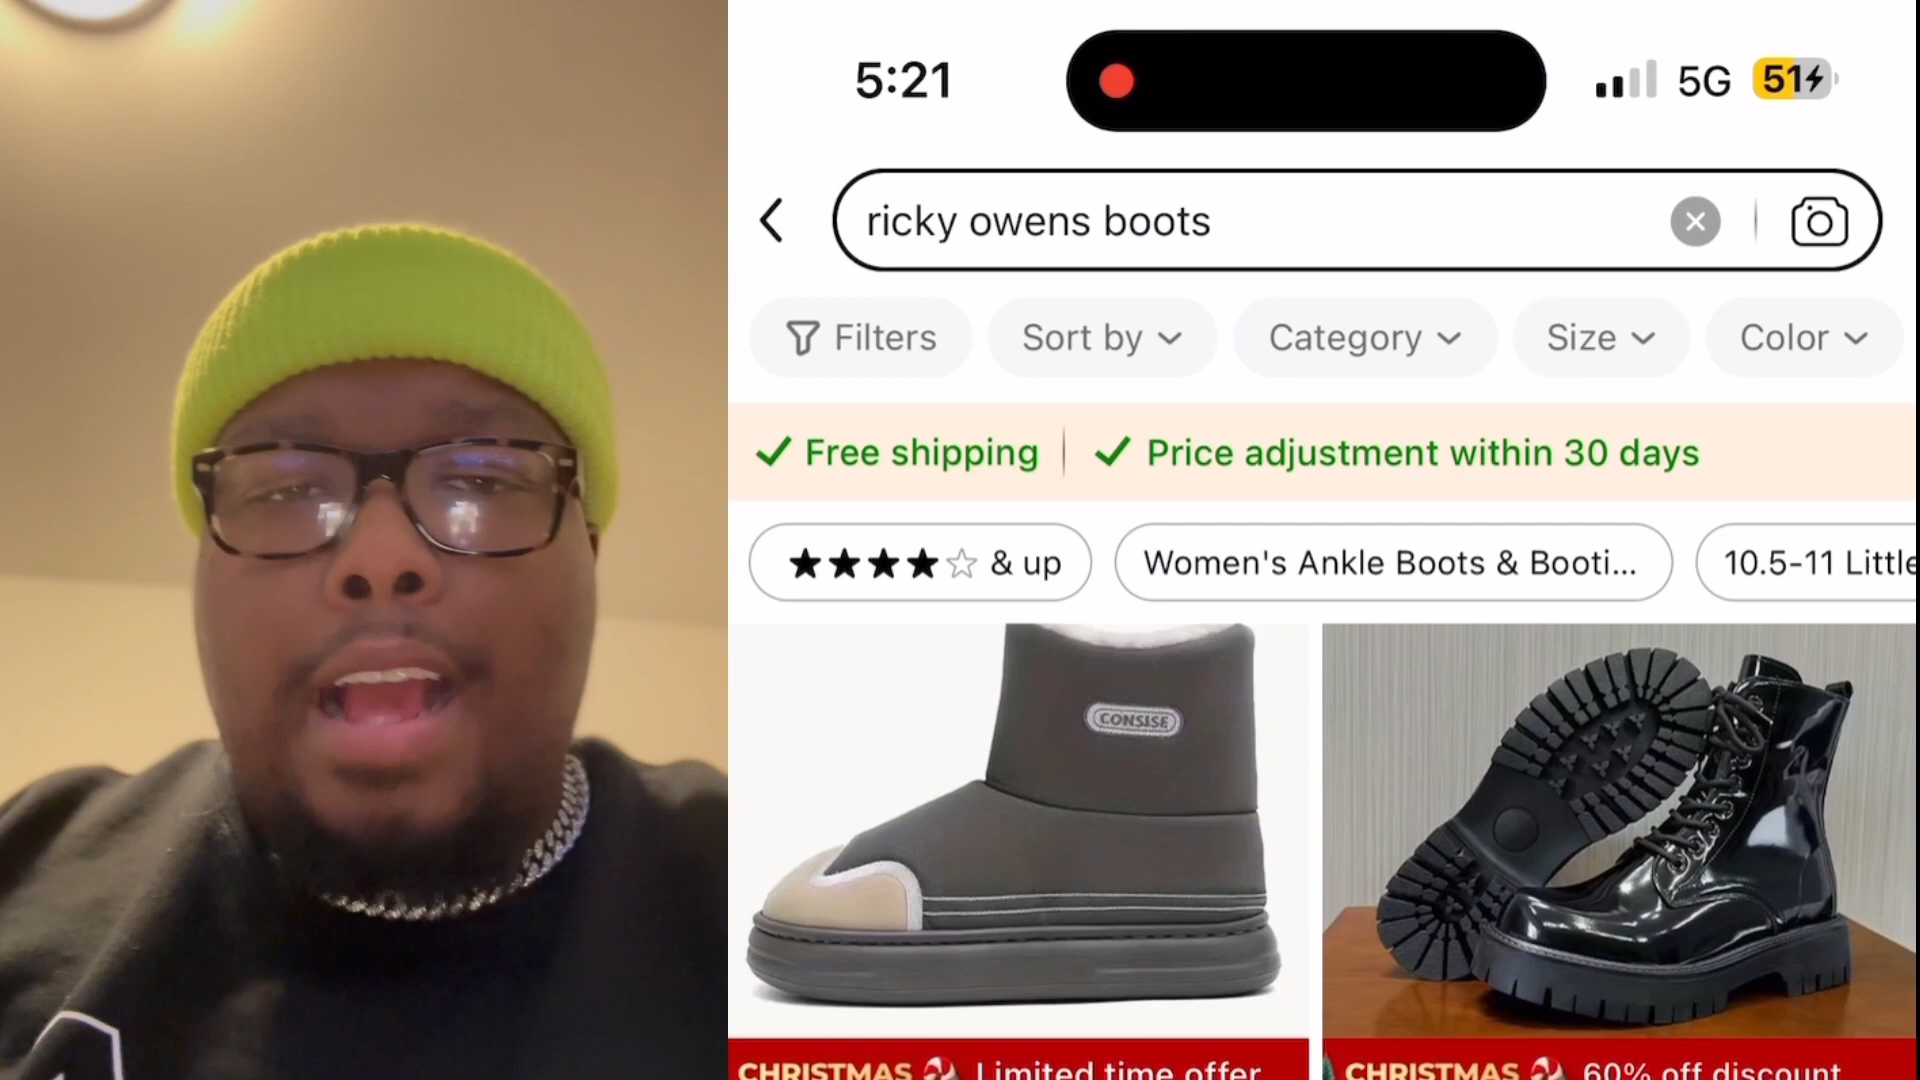 5:21
5G
51
ricky owens boots
Filters
Sort by
Category
Size
Color
Free shipping
Price adjustment within 30 days
& up
Women's Ankle Boots & Booti...
10.5-11 Little
CONSISE
CHRISTMAS Limited time offer
CHRISTMAS 60% off discount